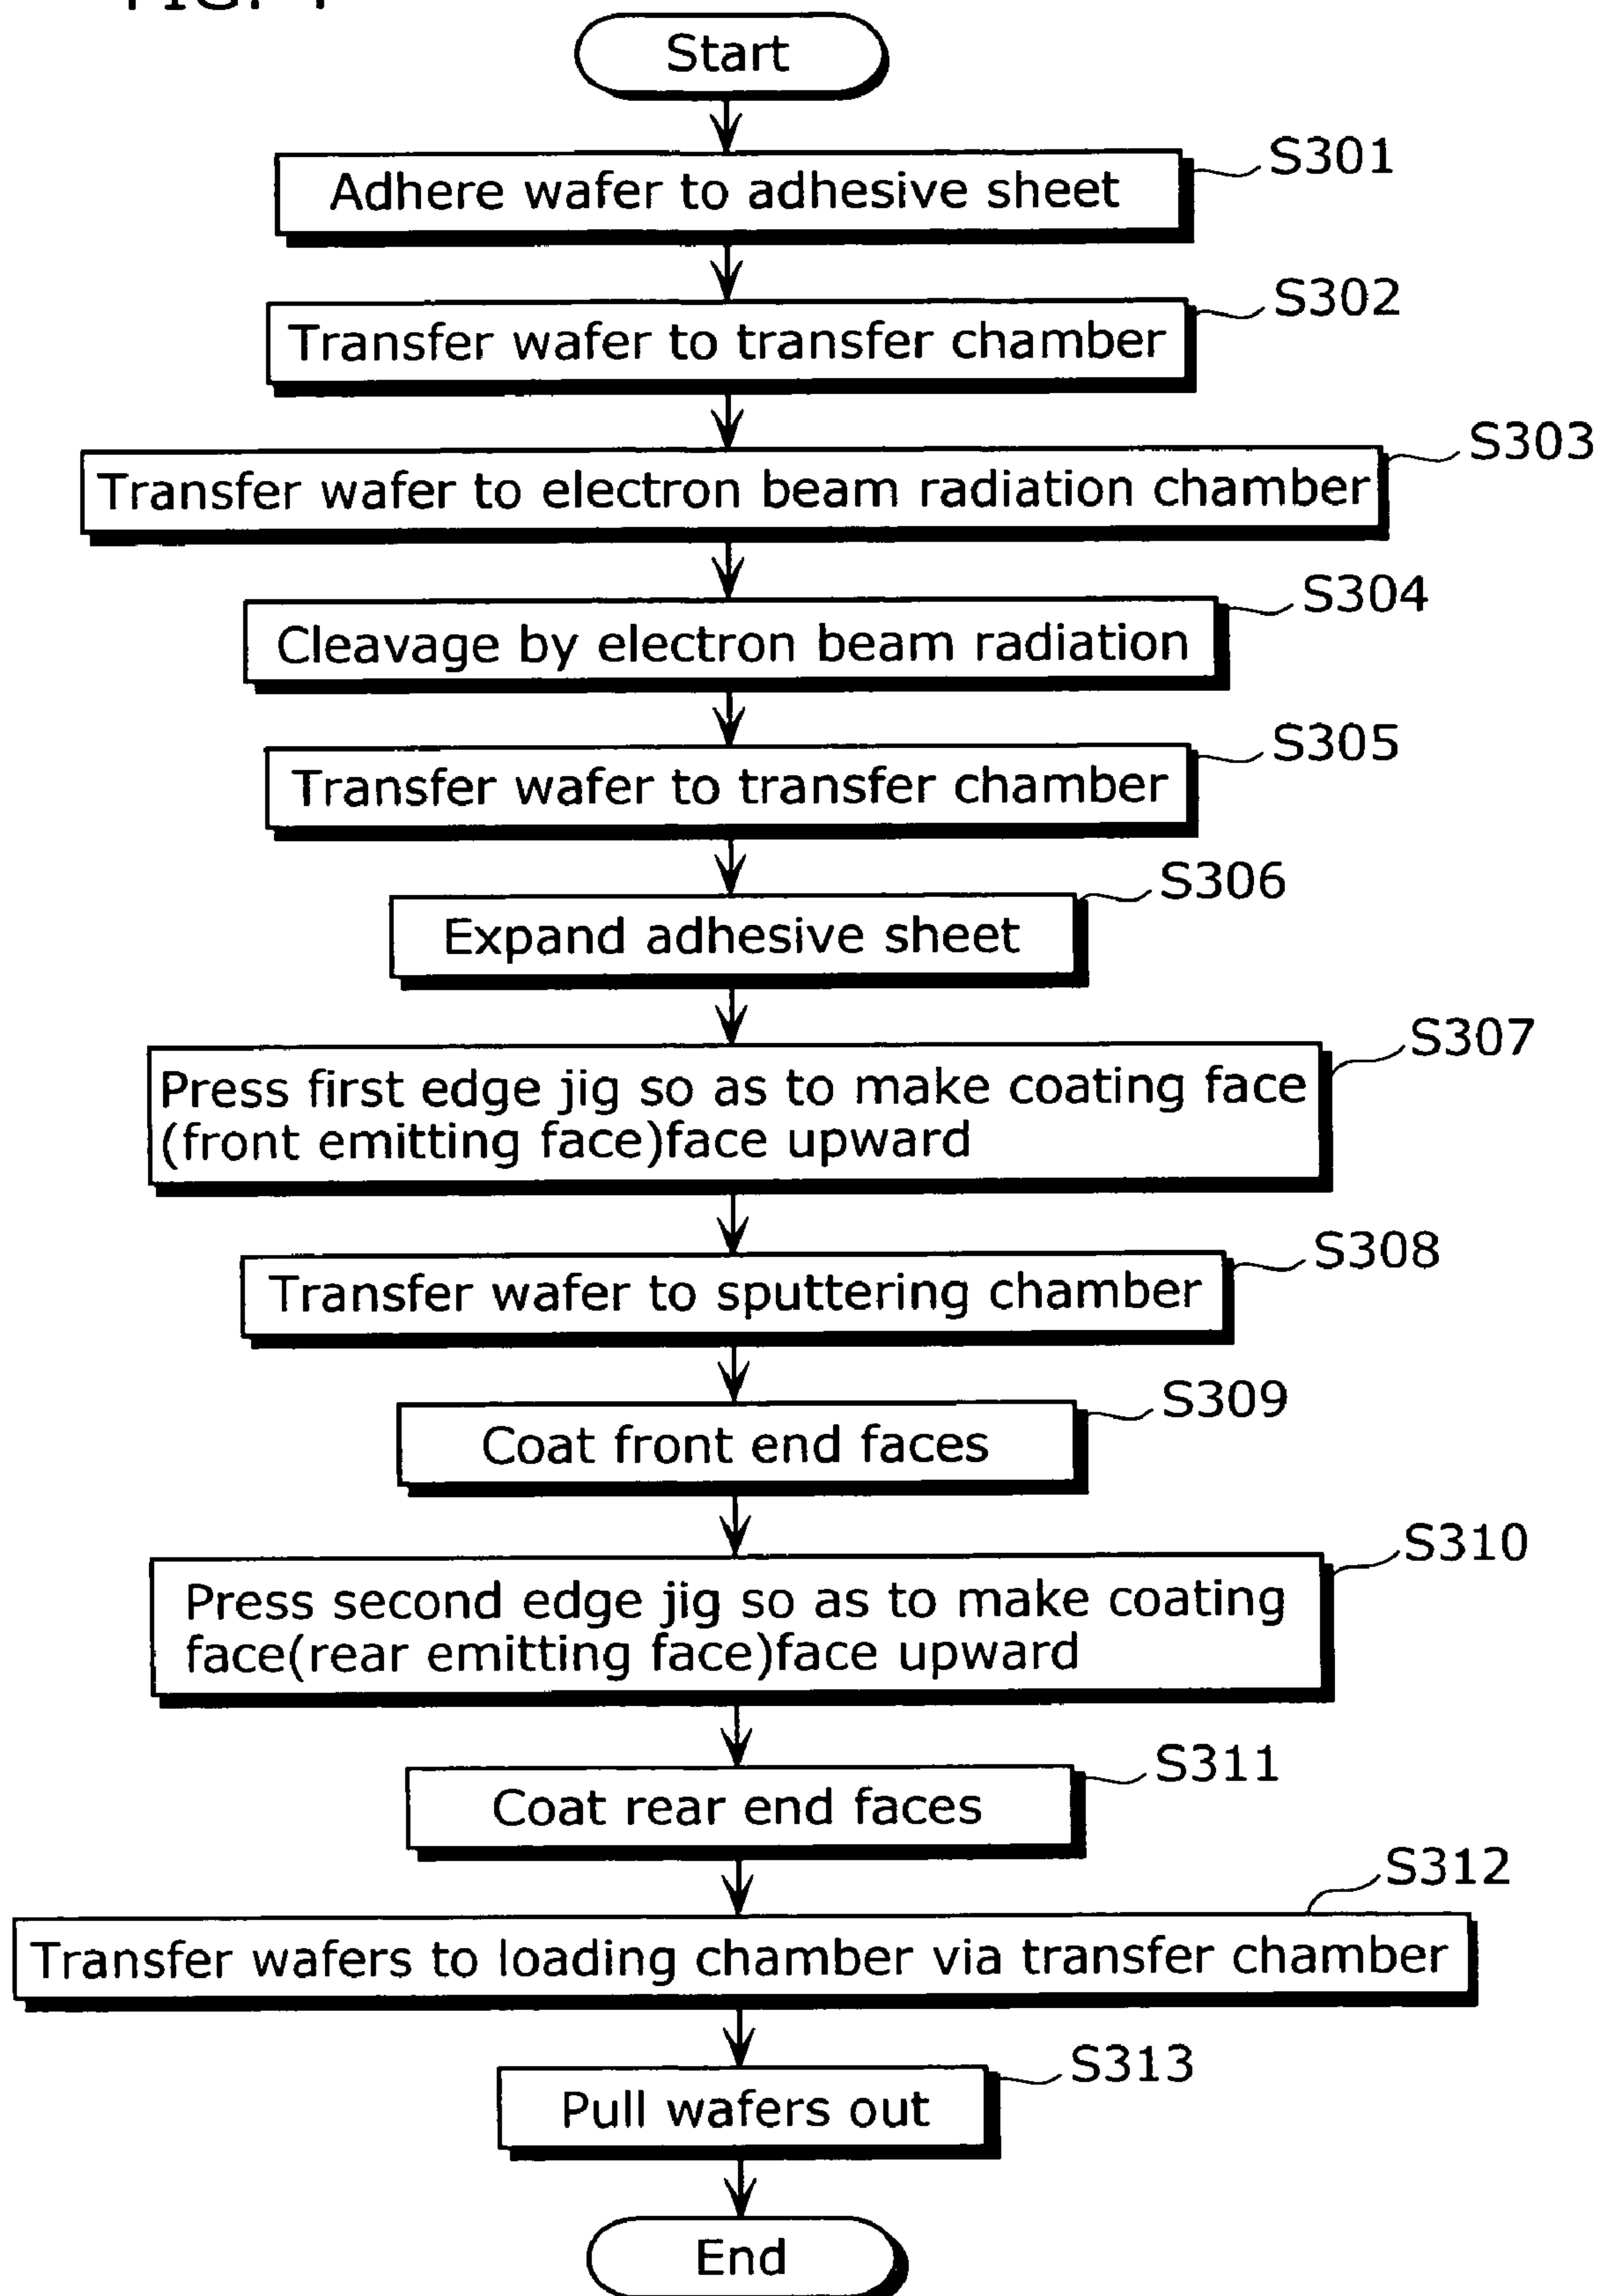 Start
S301
Adhere wafer to adhesive sheet
S302
Transfer wafer to transfer chamber
S303
Transfer wafer to electron beam radiation chamber
S304
Cleavage by electron beam radiation
S305
Transfer wafer to transfer chamber
S306
Expand adhesive sheet
S307
Press first edge jig so as to make coating face
(front emitting face)face upward
S308
Transfer wafer to sputtering chamber
S309
Coat front end faces
S310
Press second edge jig so as to make coating
face(rear emitting face)face upward
S311
Coat rear end faces
S312
Transfer wafers to loading chamber via transfer chamber
S313
Pull wafers out
End